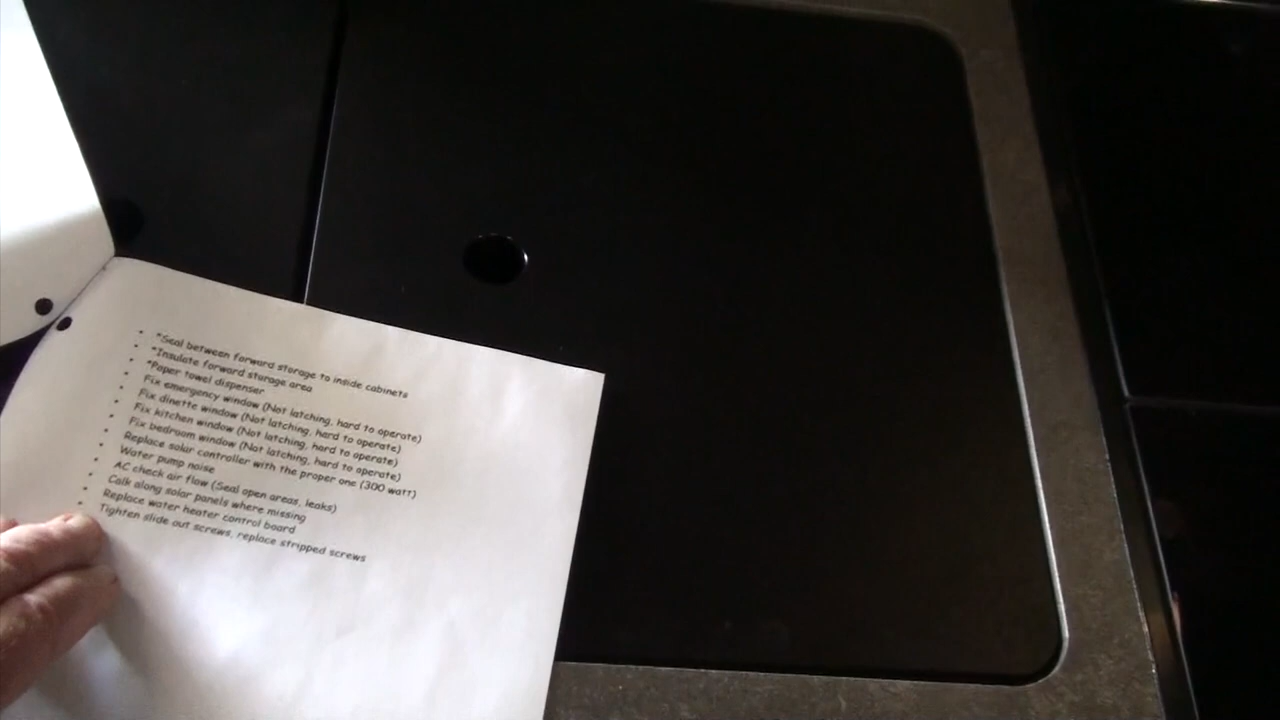 • *Seal between forward storage to inside cabinets
• *Insulate forward storage area
• *Paper towel dispenser
• Fix emergency window (Not latching, hard to operate)
• Fix dinette window (Not latching, hard to operate)
• Fix kitchen window (Not latching, hard to operate)
• Fix bedroom window (Not latching, hard to operate)
• Replace solar controller with the proper one (300 watt)
• Water pump noise
• AC check air flow (Seal open areas, leaks)
• Calk along solar panels where missing
• Replace water heater control board
• Tighten slide out screws, replace stripped screws